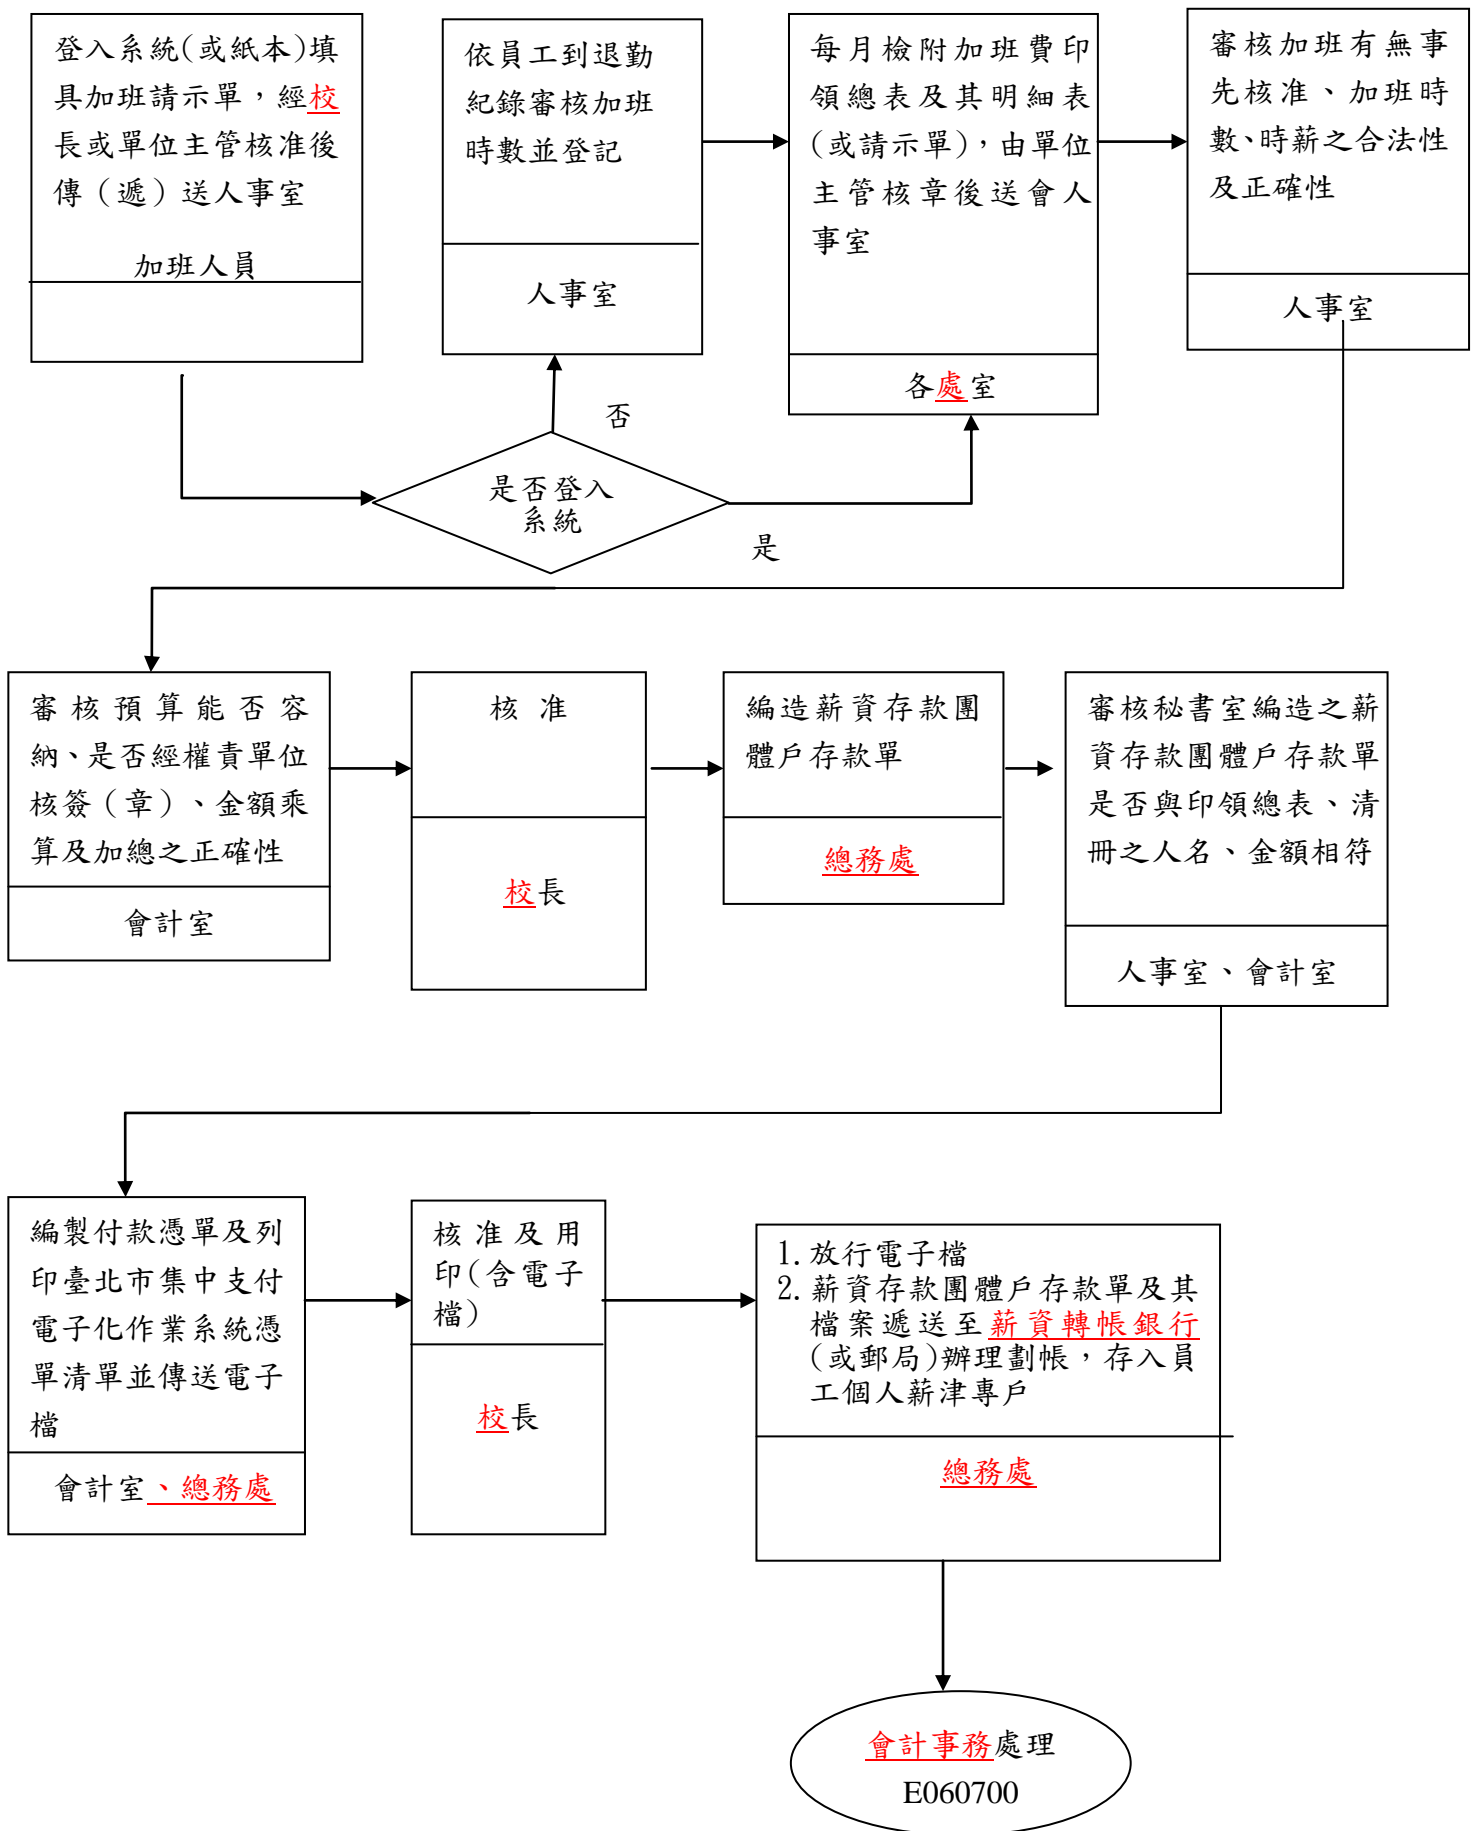 登入系統(或紙本)填
具加班請示單，經校
長或單位主管核准後
傳（遞）送人事室
加班人員
依員工到退勤
紀錄審核加班
時數並登記
人事室
每月檢附加班費印
領總表及其明細表
(或請示單)，由單位
主管核章後送會人
事室
各處室
審核加班有無事
先核准、加班時
數、時薪之合法性
及正確性
人事室
否
是否登入
系統
是
審核預算能否容
納、是否經權責單位
核簽（章）、金額乘
算及加總之正確性
會計室
核准
校長
編造薪資存款團
體戶存款單
總務處
審核秘書室編造之薪
資存款團體戶存款單
是否與印領總表、清
冊之人名、金額相符
人事室、會計室
編製付款憑單及列
印臺北市集中支付
電子化作業系統憑
單清單並傳送電子
檔
會計室、總務處
核准及用
印(含電子
檔)
校長
1.放行電子檔
2.薪資存款團體戶存款單及其
檔案遞送至薪資轉帳銀行
(或郵局)辦理劃帳，存入員
工個人薪津專戶
總務處
會計事務處理
E060700